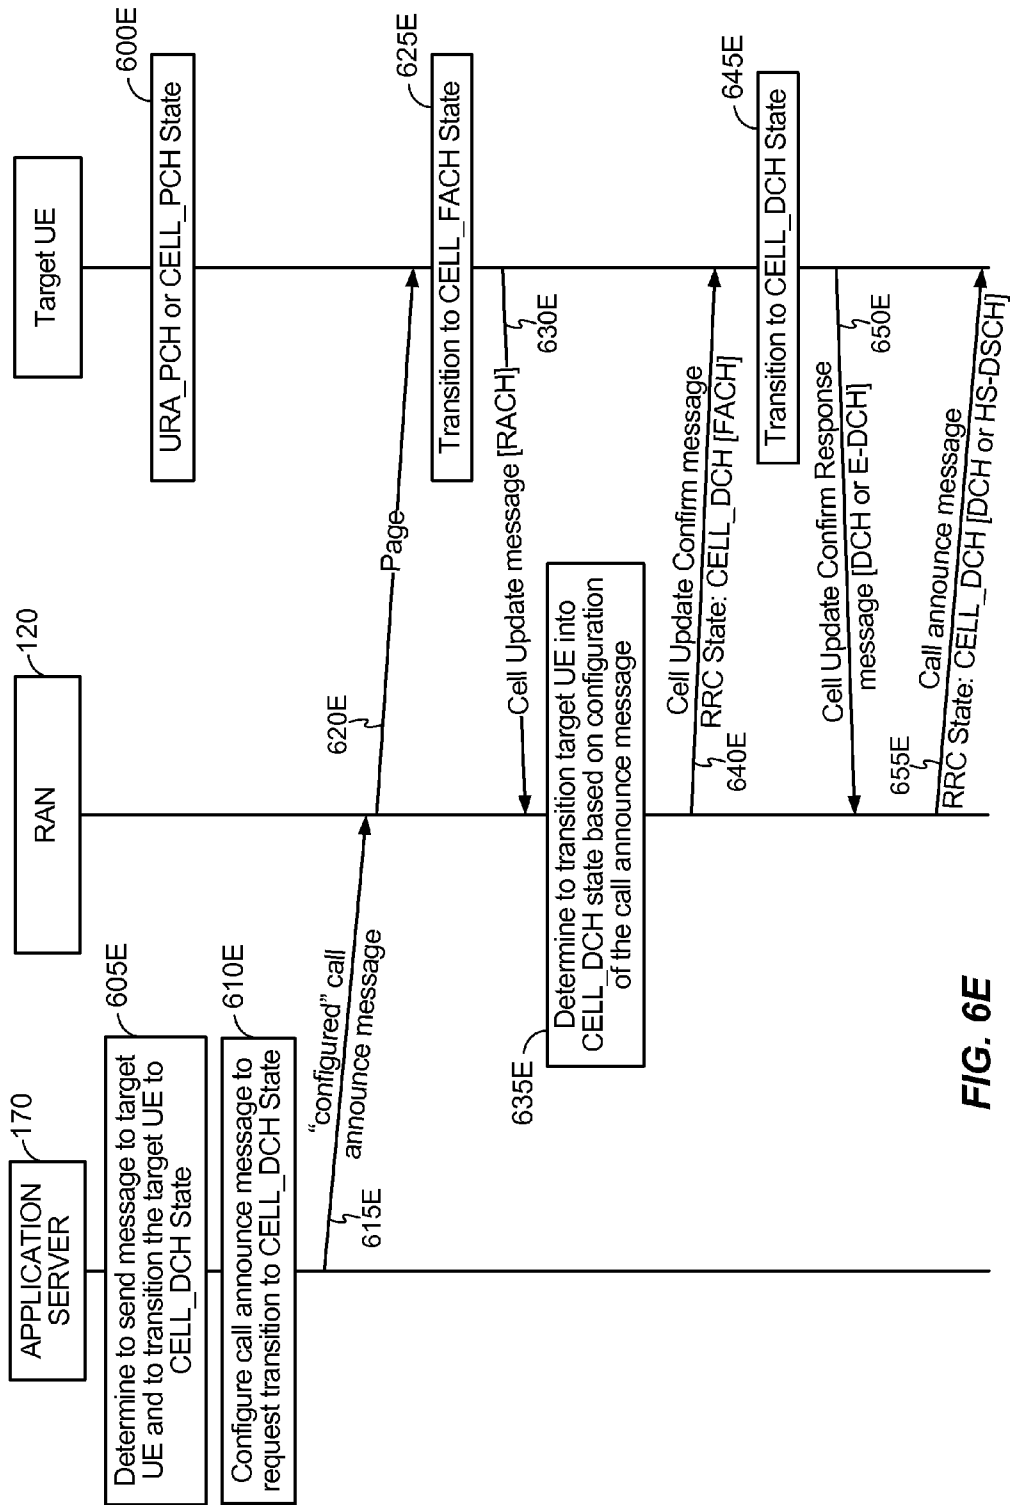 APPLICATION
SERVER
170
RAN
120
Target UE
600E
URA_PCH or CELL_PCH State
605E
Determine to send message to target
UE and to transition the target UE to
CELL_DCH State
610E
Configure call announce message to
request transition to CELL_DCH State
615E
"configured" call
announce message
620E
Page
625E
Transition to CELL_FACH State
Cell Update message [RACH]
630E
635E
Determine to transition target UE into
CELL_DCH state based on configuration
of the call announce message
Cell Update Confirm message
RRC State: CELL_DCH [FACH]
640E
645E
Transition to CELL_DCH State
Cell Update Confirm Response
message [DCH or E-DCH]
650E
655E
Call announce message
RRC State: CELL_DCH [DCH or HS-DSCH]
FIG. 6E